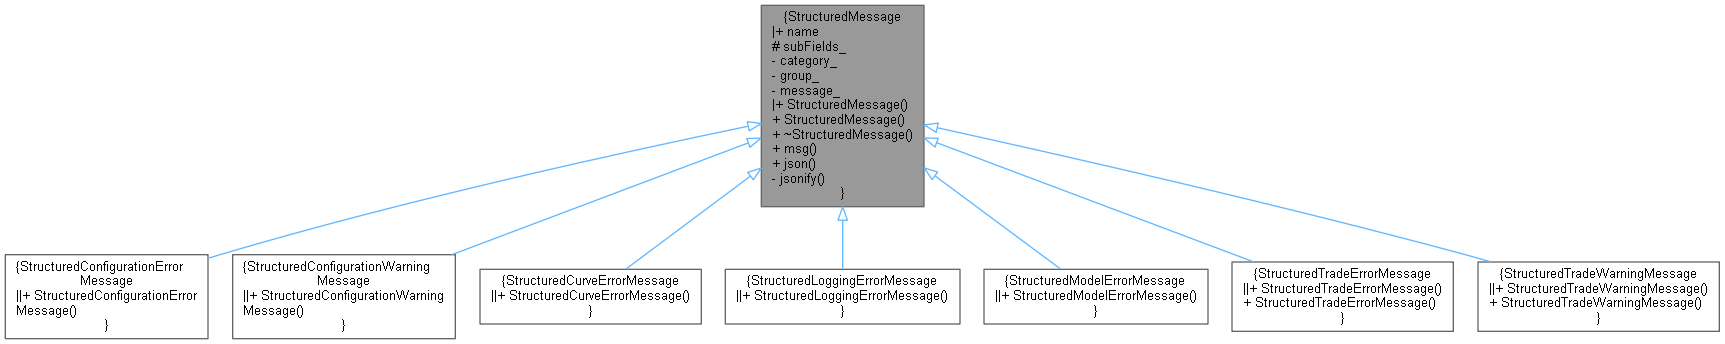 {StructuredMessage
|+ name
# subFields_
- category_
- group_
- message_
|+ StructuredMessage()
+ StructuredMessage()
+ ~StructuredMessage()
+ msg()
+ json()
- jsonify()
}
{StructuredConfigurationError
Message
||+ StructuredConfigurationError
Message()
}
{StructuredConfigurationWarning
Message
||+ StructuredConfigurationWarning
Message()
}
{StructuredCurveErrorMessage
||+ StructuredCurveErrorMessage()
}
{StructuredLoggingErrorMessage
||+ StructuredLoggingErrorMessage()
}
{StructuredModelErrorMessage
||+ StructuredModelErrorMessage()
}
{StructuredTradeErrorMessage
||+ StructuredTradeErrorMessage()
+ StructuredTradeErrorMessage()
}
{StructuredTradeWarningMessage
||+ StructuredTradeWarningMessage()
+ StructuredTradeWarningMessage()
}